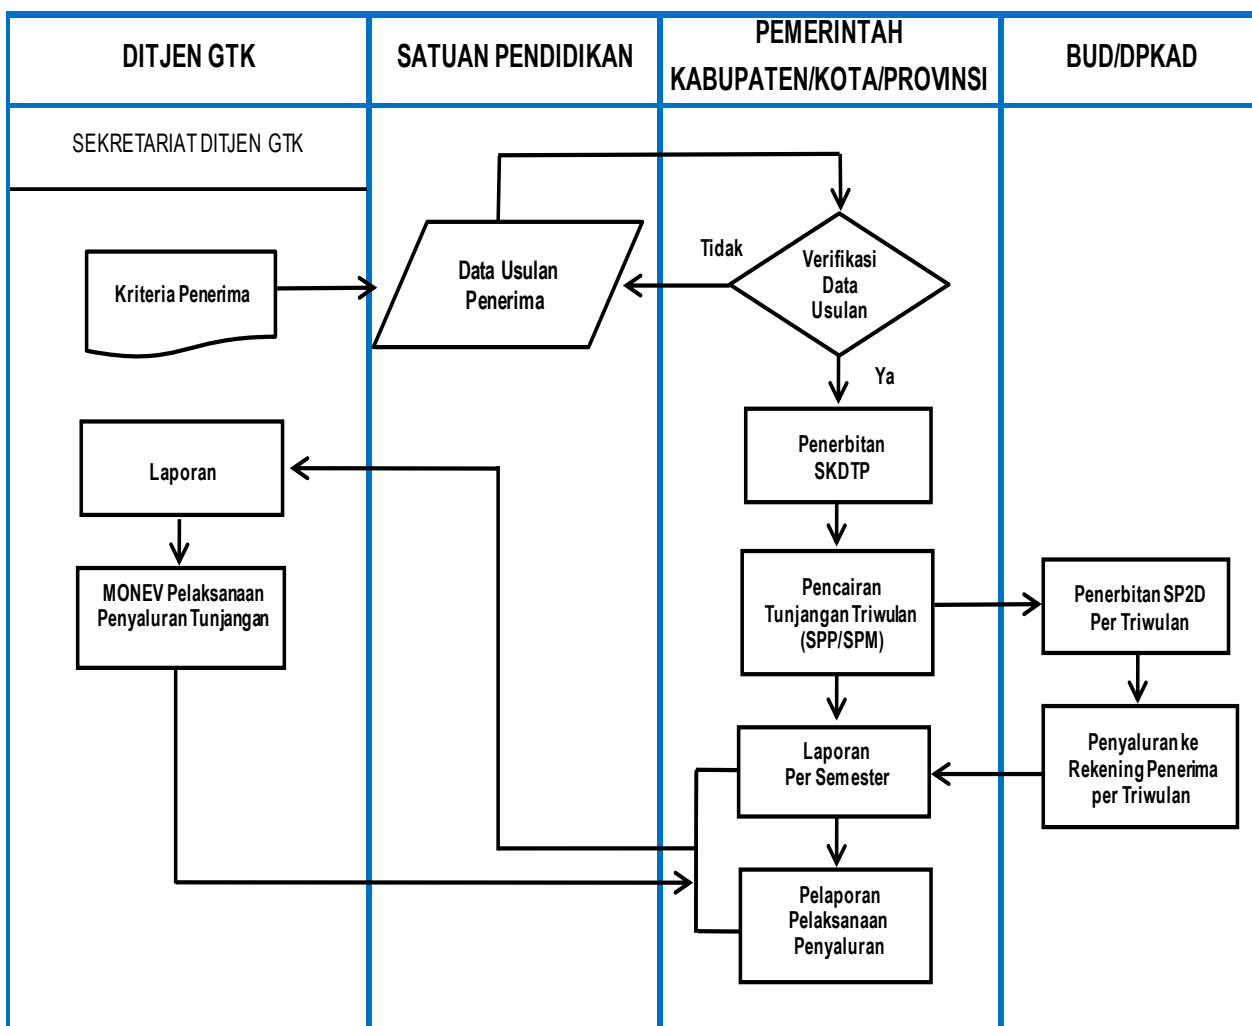 DITJEN GTK
SATUAN PENDIDIKAN
PEMERINTAH
KABUPATEN/KOTA/PROVINSI
BUD/DPKAD
SEKRETARIAT DITJEN GTK
Kriteria Penerima
Data Usulan
Penerima
Tidak
Verifikasi
Data
Usulan
Ya
Penerbitan
SKDTP
Laporan
MONEV Pelaksanaan
Penyaluran Tunjangan
Pencairan
Tunjangan Triwulan
(SPP/SPM)
Penerbitan SP2D
Per Triwulan
Laporan
Per Semester
Penyaluran ke
Rekening Penerima
per Triwulan
Pelaporan
Pelaksanaan
Penyaluran